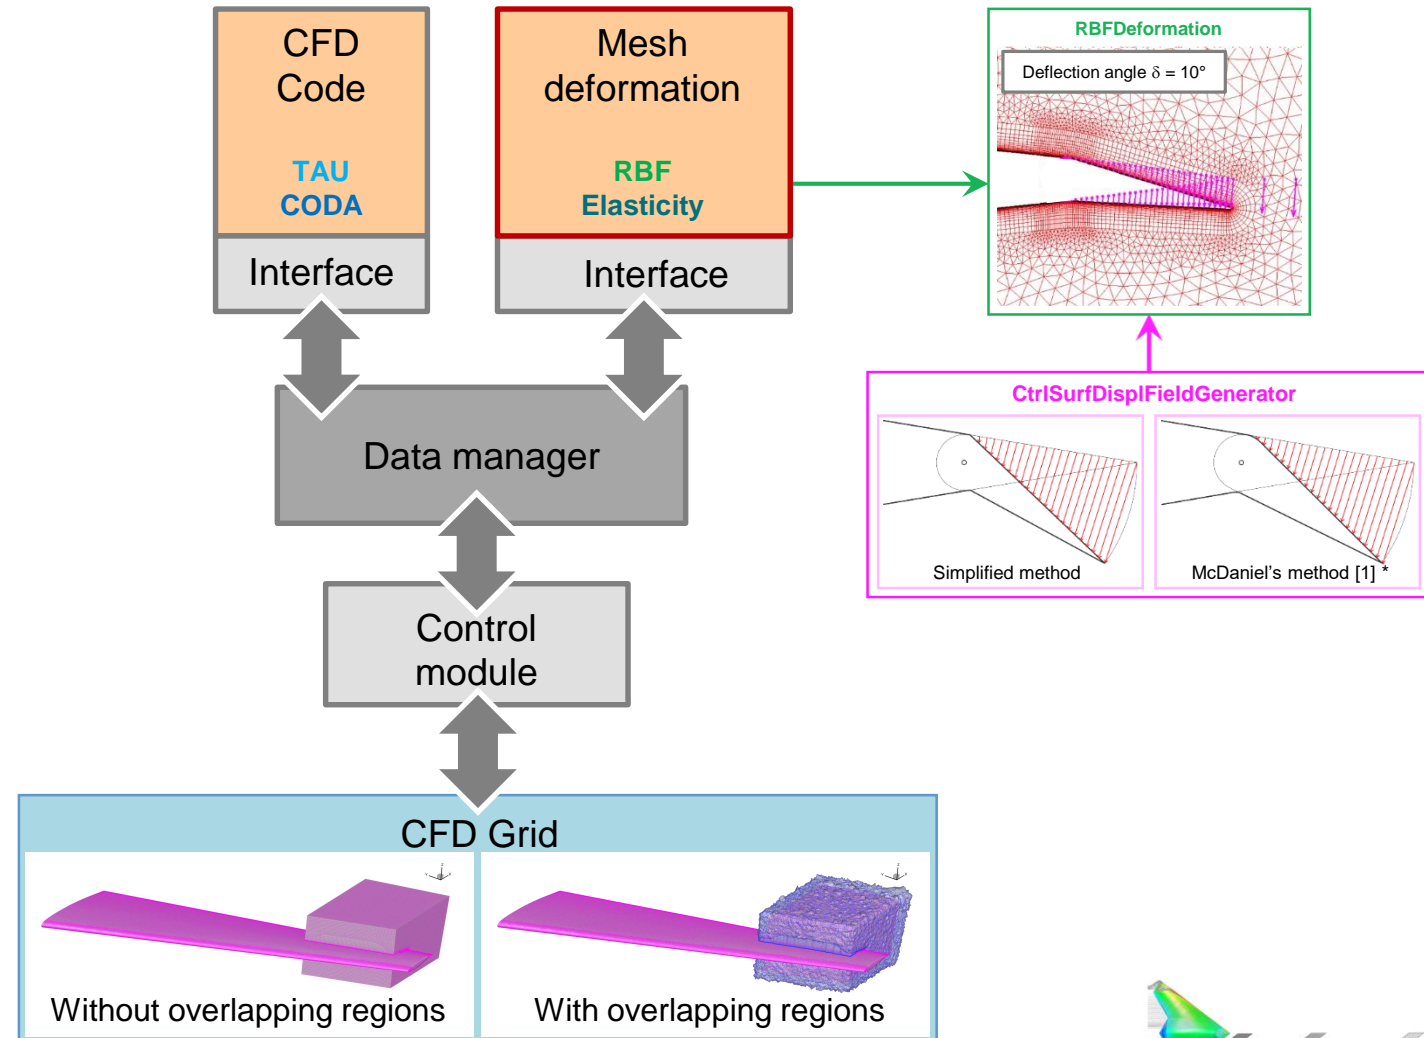 CFD
Code
TAU
CODA
Interface
Mesh
deformation
RBF
Elasticity
Interface
RBFDeformation
Deflection angle δ = 10°
CtrlSurfDisplFieldGenerator
Simplified method
McDaniel's method [1] *
Data manager
Control
module
CFD Grid
Without overlapping regions
With overlapping regions